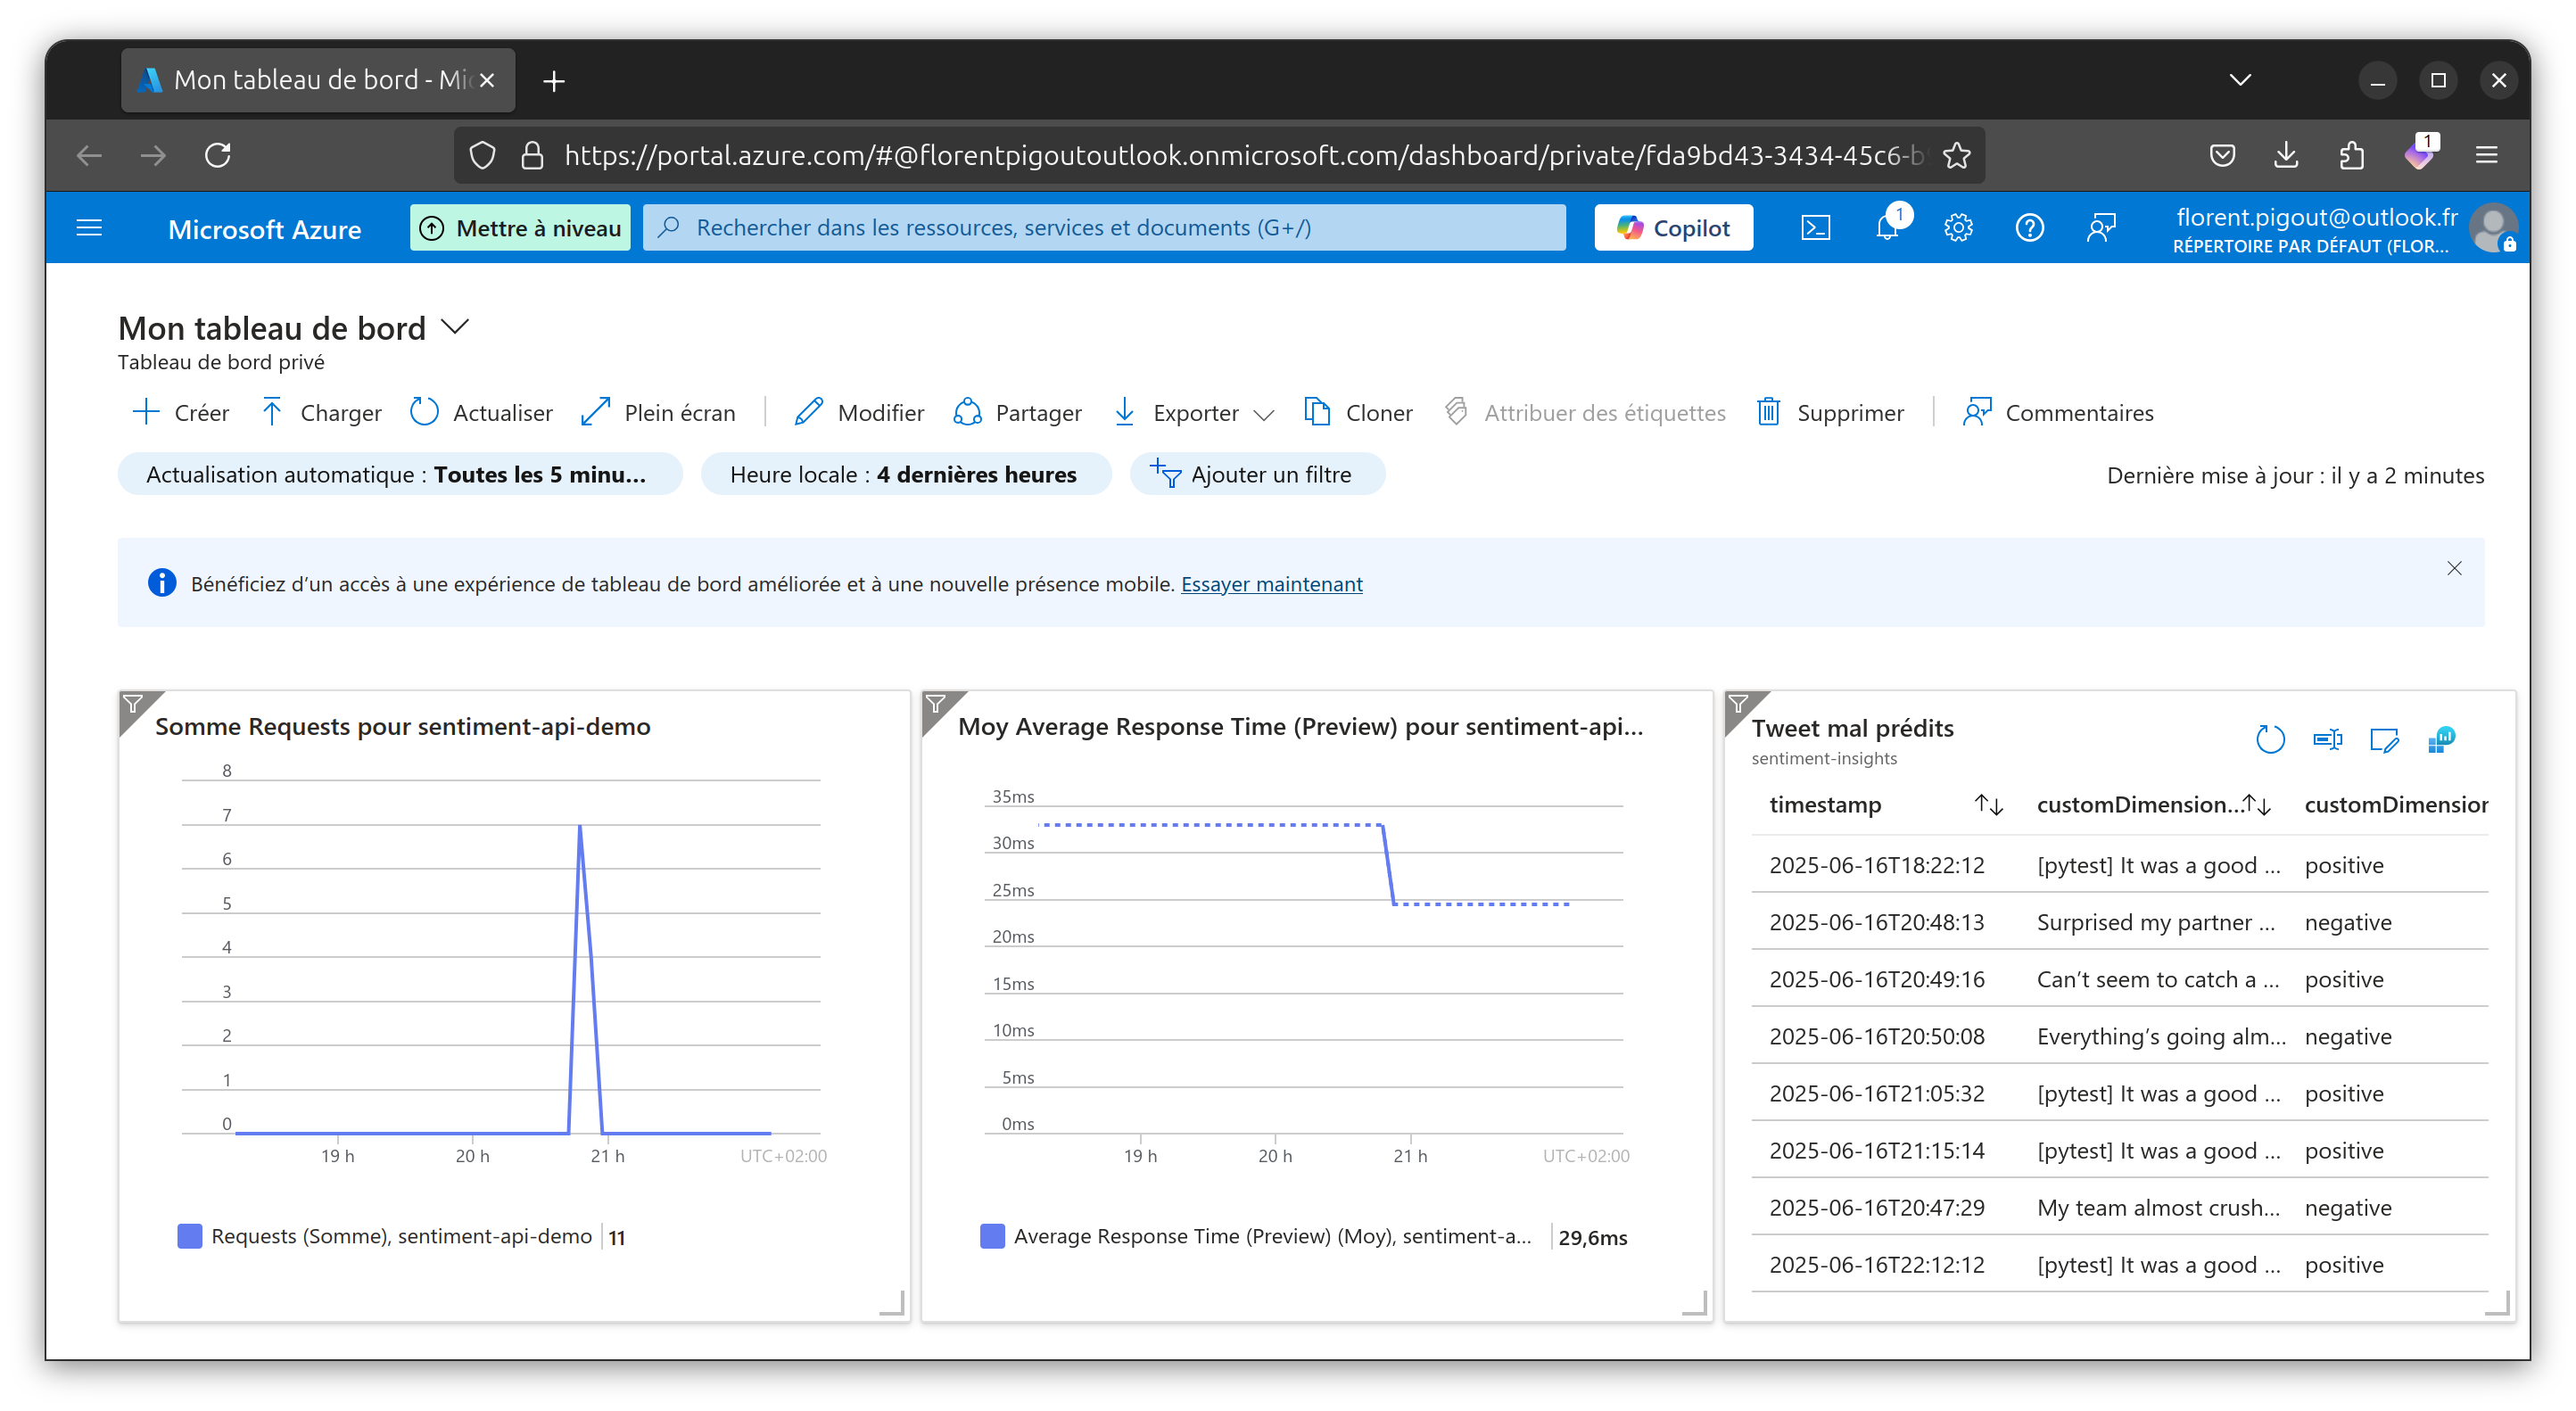 Mon tableau de bord - Mic
https://portal.azure.com/#@florentpigoutoutlook.onmicrosoft.com/dashboard/private/fda9bd43-3434-45c6-b
1
Microsoft Azure
Mettre à niveau
Rechercher dans les ressources, services et documents (G+/)
Copilot
1
florent.pigout@outlook.fr
RÉPERTOIRE PAR DÉFAUT (FLOR...
Mon tableau de bord
Tableau de bord privé
Créer
Charger
Actualiser
Plein écran
Modifier
Partager
Exporter
Cloner
Attribuer des étiquettes
Supprimer
Commentaires
Actualisation automatique : Toutes les 5 minu...
Heure locale : 4 dernières heures
Ajouter un filtre
Dernière mise à jour : il y a 2 minutes
Bénéficiez d’un accès à une expérience de tableau de bord améliorée et à une nouvelle présence mobile. Essayer maintenant
Somme Requests pour sentiment-api-demo
8
7
6
5
4
3
2
1
0
19 h
20 h
21 h
UTC+02:00
Requests (Somme), sentiment-api-demo
11
Moy Average Response Time (Preview) pour sentiment-api...
35ms
30ms
25ms
20ms
15ms
10ms
5ms
0ms
19 h
20 h
21 h
UTC+02:00
Average Response Time (Preview) (Moy), sentiment-a...
29,6ms
Tweet mal prédits
sentiment-insights
timestamp customDimension... customDimension
2025-06-16T18:22:12 [pytest] It was a good ... positive
2025-06-16T20:48:13 Surprised my partner ... negative
2025-06-16T20:49:16 Can’t seem to catch a ... positive
2025-06-16T20:50:08 Everything’s going alm... negative
2025-06-16T21:05:32 [pytest] It was a good ... positive
2025-06-16T21:15:14 [pytest] It was a good ... positive
2025-06-16T20:47:29 My team almost crush... negative
2025-06-16T22:12:12 [pytest] It was a good ... positive